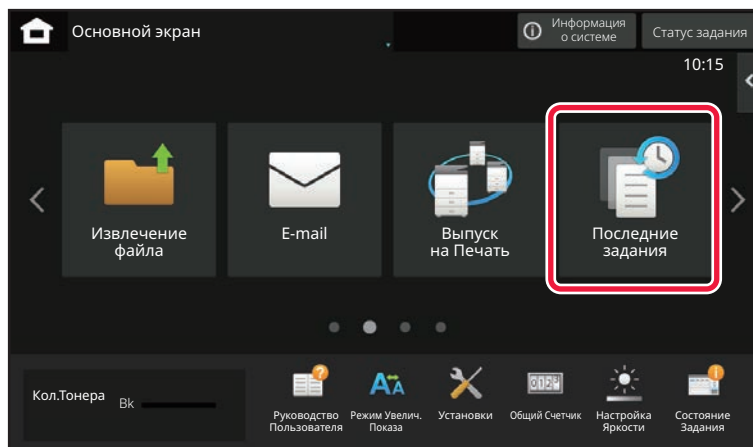 Основной экран
Информация
о системе
Статус задания
10:15
Извлечение
файла
E-mail
Выпуск
на Печать
Последние
задания
Кол.Тонера
Bk
Руководство
Пользователя
Режим Увелич.
Показа
Установки
Общий Счетчик
Настройка
Яркости
Состояние
Задания